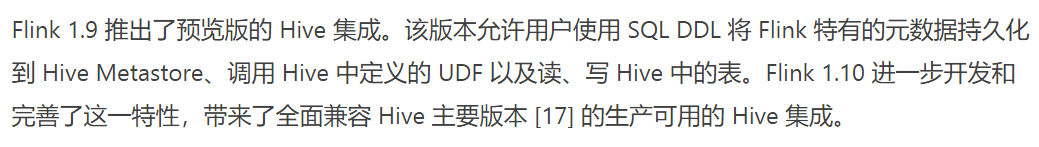 Flink 1.9 推出了预览版的 Hive 集成。该版本允许用户使用 SQL DDL 将 Flink 特有的元数据持久化
到 Hive Metastore、调用 Hive 中定义的 UDF 以及读、写 Hive 中的表。Flink 1.10 进一步开发和
完善了这一特性，带来了全面兼容 Hive 主要版本 [17] 的生产可用的 Hive 集成。